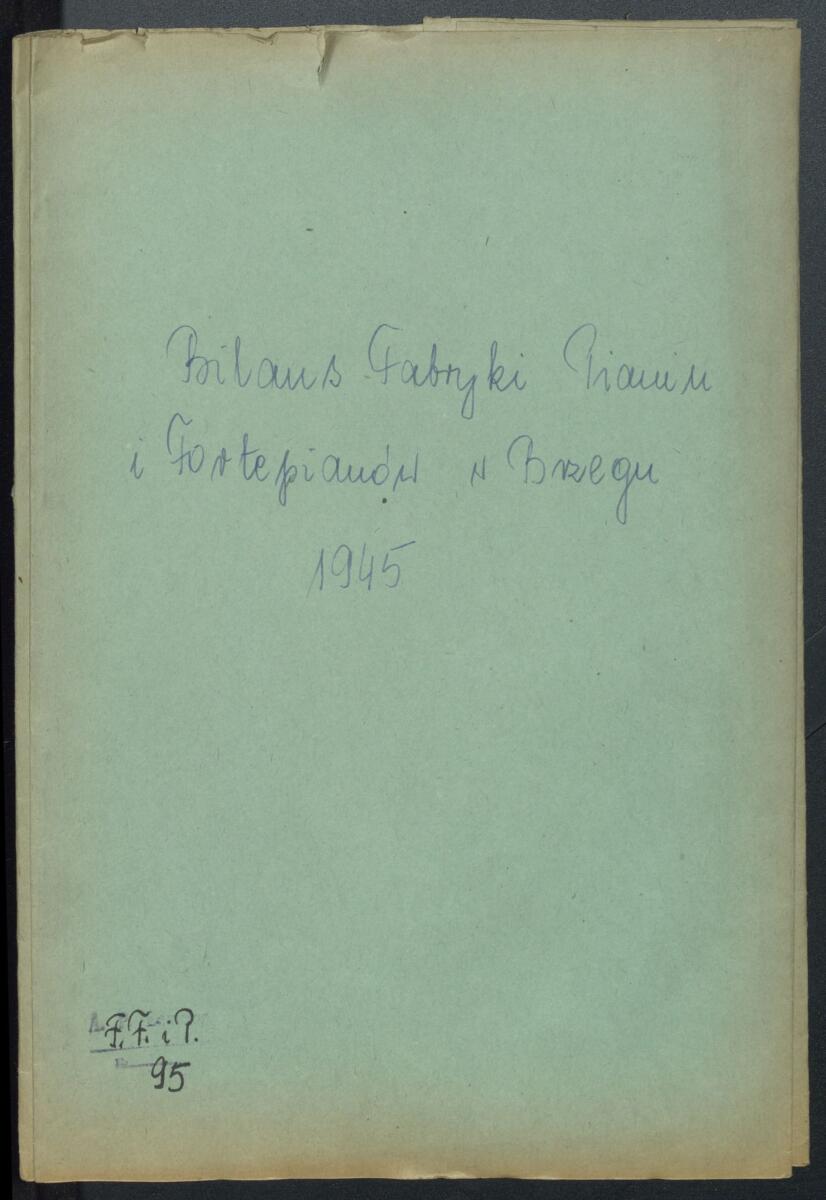 Bilans Fabryki Pianin
i Fortepianów w Brzegu
1945
F.F. i P.
95